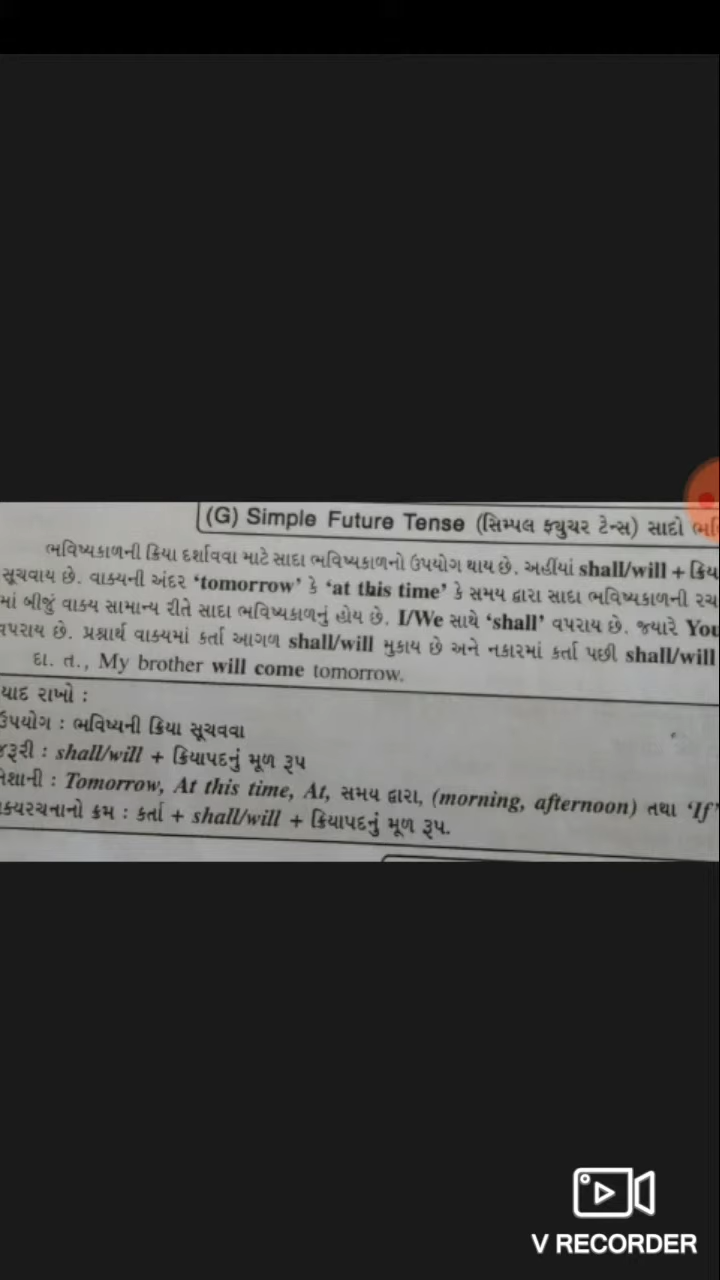 (G) Simple Future Tense (સિમ્પલ ફ્યુચર ટેન્સ) સાદો
ભવિષ્યકાળની ક્રિયા દર્શાવવા માટે સાદા ભવિષ્યકાળનો ઉપયોગ થાય છે. અહીંયાં shall/will +
સૂચવાય છે. વાક્યની અંદર ‘tomorrow’ કે ‘at this time’ કે સમય દ્વારા સાદા ભવિષ્યકાળની
માં બીજું વાક્ય સામાન્ય રીતે સાદા ભવિષ્યકાળનું હોય છે. I/We સાથે ‘shall’ વપરાય છે. જ્યારે You
વપરાય છે. પ્રશ્નાર્થ વાક્યમાં કર્તા આગળ shall/will મુકાય છે અને નકારમાં કર્તા પછી shall/will
દા. ત., My brother will come tomorrow.
યાદ રાખો :
ઉપયોગ : ભવિષ્યની ક્રિયા સૂચવવા
જરૂરી : shall/will + ક્રિયાપદનું મૂળ રૂપ
: Tomorrow, At this time, At, સમય દ્વારા, (morning, afternoon) તથા ‘If’
ક્રમ : કર્તા + shall/will + ક્રિયાપદનું મૂળ રૂપ.
V RECORDER